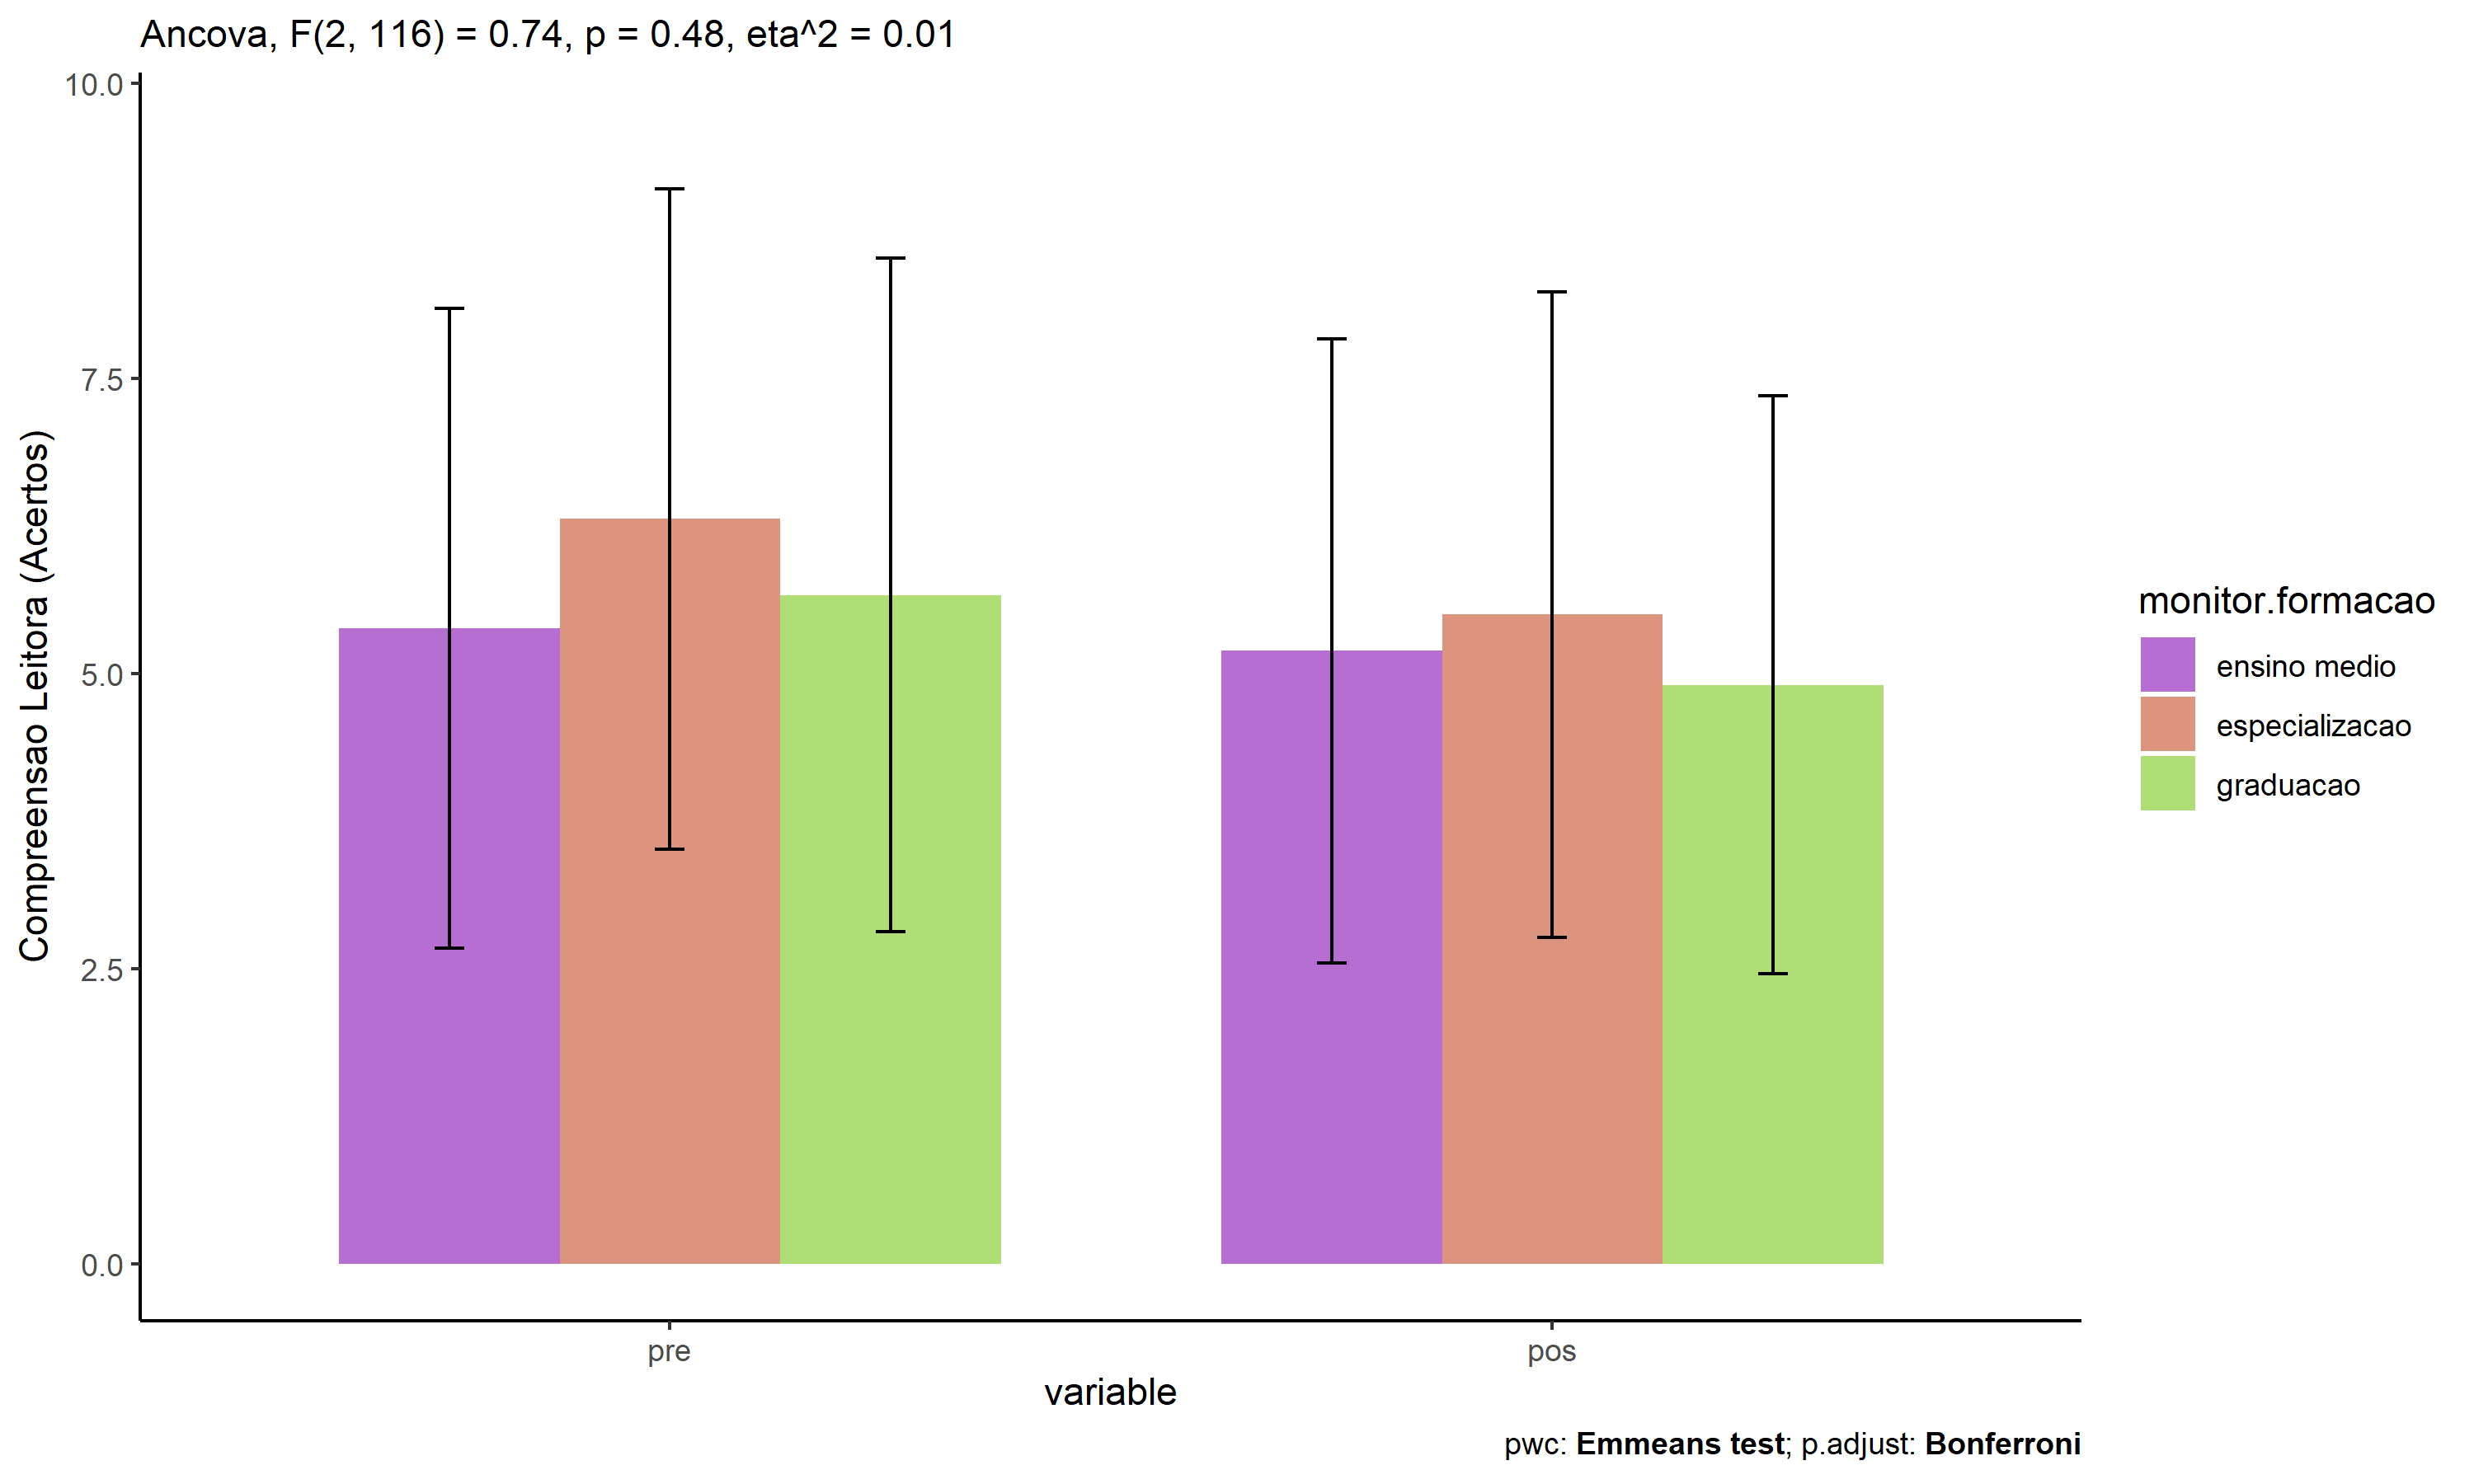 Ancova, F(2, 116) = 0.74, p = 0.48, eta^2 = 0.01
Compreensao Leitora (Acertos)
10.0
7.5
5.0
2.5
0.0
pre
pos
variable
monitor.formacao
ensino medio
especializacao
graduacao
pwc: Emmeans test; p.adjust: Bonferroni